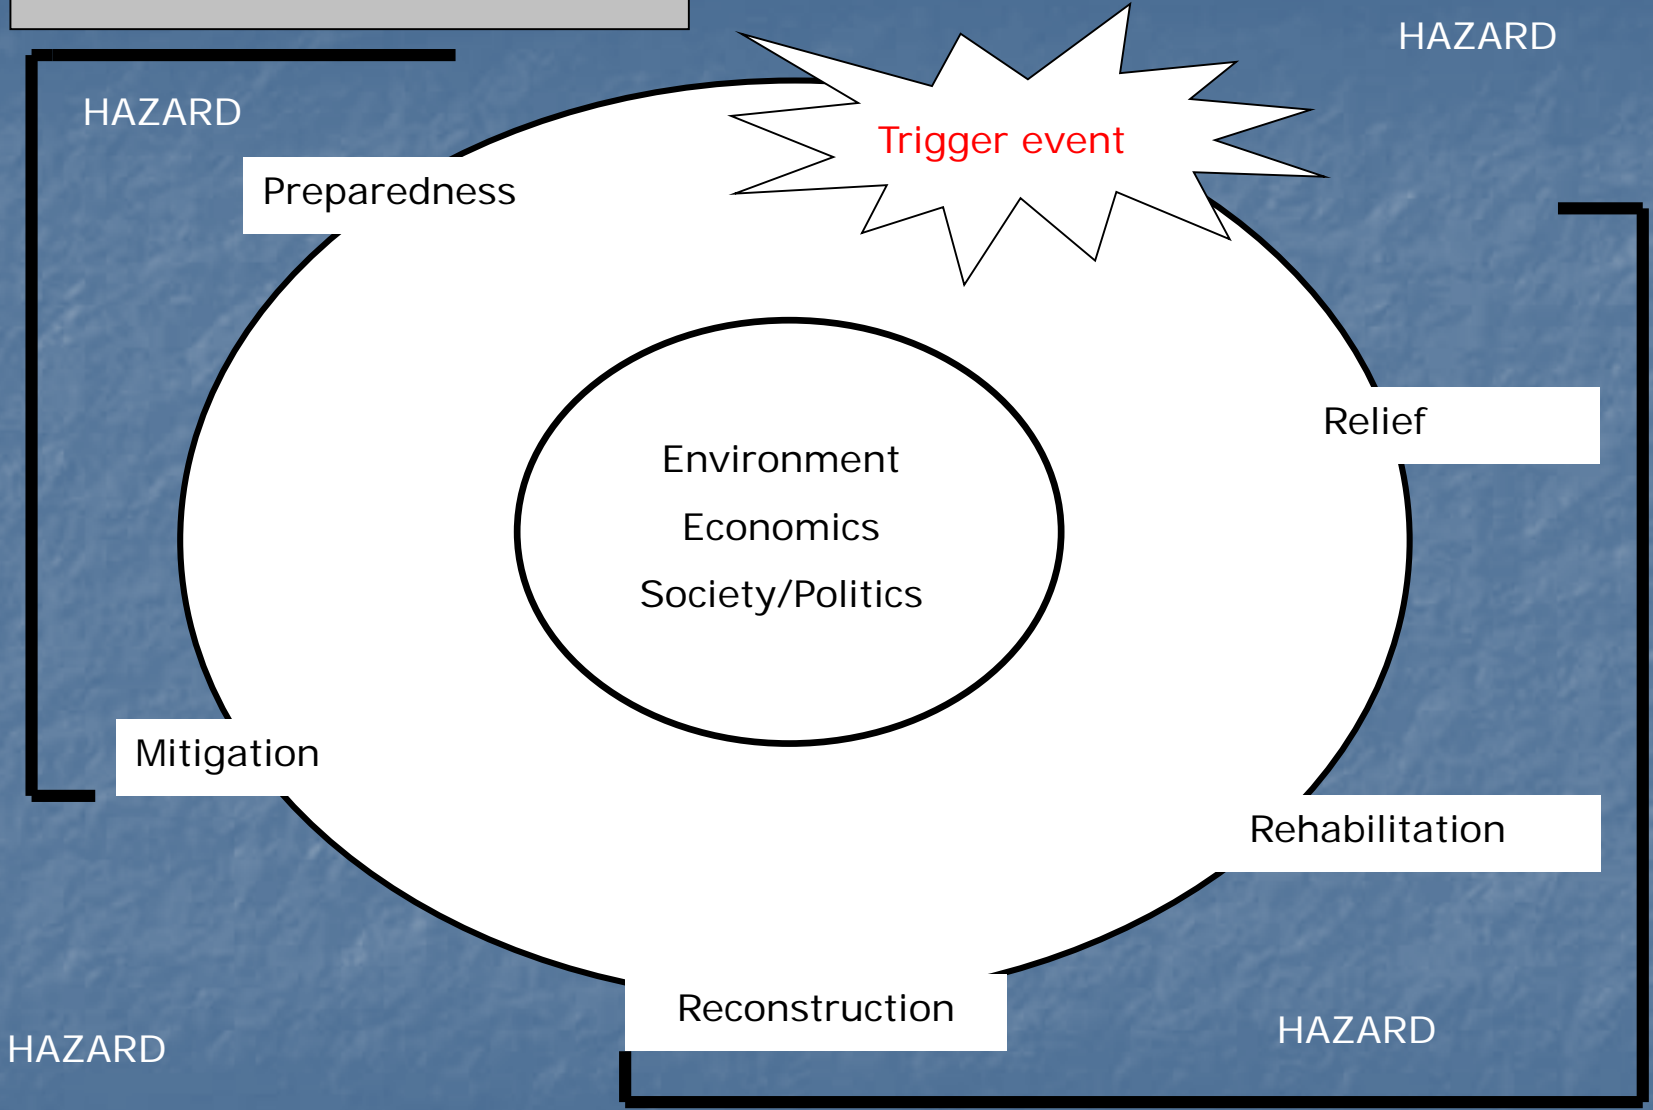 HAZARD
HAZARD
Trigger event
Preparedness
Relief
Environment
Economics
Society/Politics
Mitigation
Rehabilitation
Reconstruction
HAZARD
HAZARD